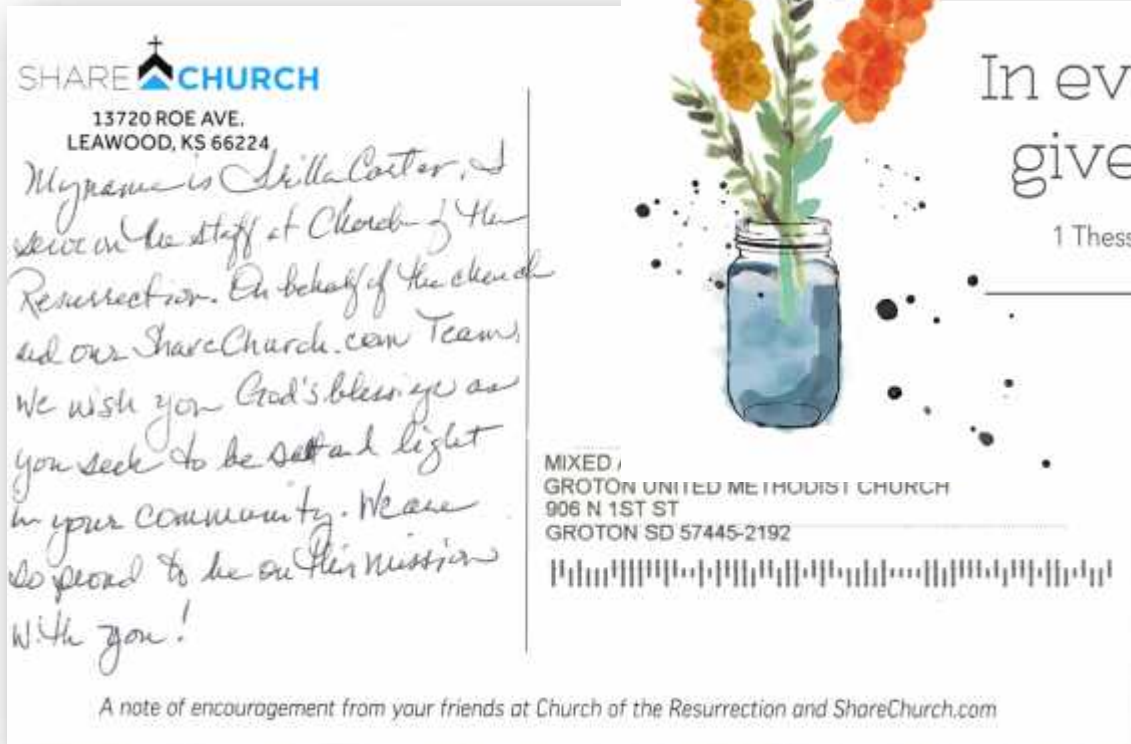 SHARE CHURCH
13720 ROE AVE.
LEAWOOD, KS 66224
My name is Carter, I
serve on the staff at Church of the
Resurrection. On behalf of the church
and our ShareChurch.com Team,
We wish you God's blessings as
you seek to be salt and light
in your community. We are
so proud to be on this mission
with you!
In ev
give
1 Thess
MIXED
GROTON UNITED METHODIST CHURCH
906 N 1ST ST
GROTON SD 57445-2192
A note of encouragement from your friends at Church of the Resurrection and ShareChurch.com